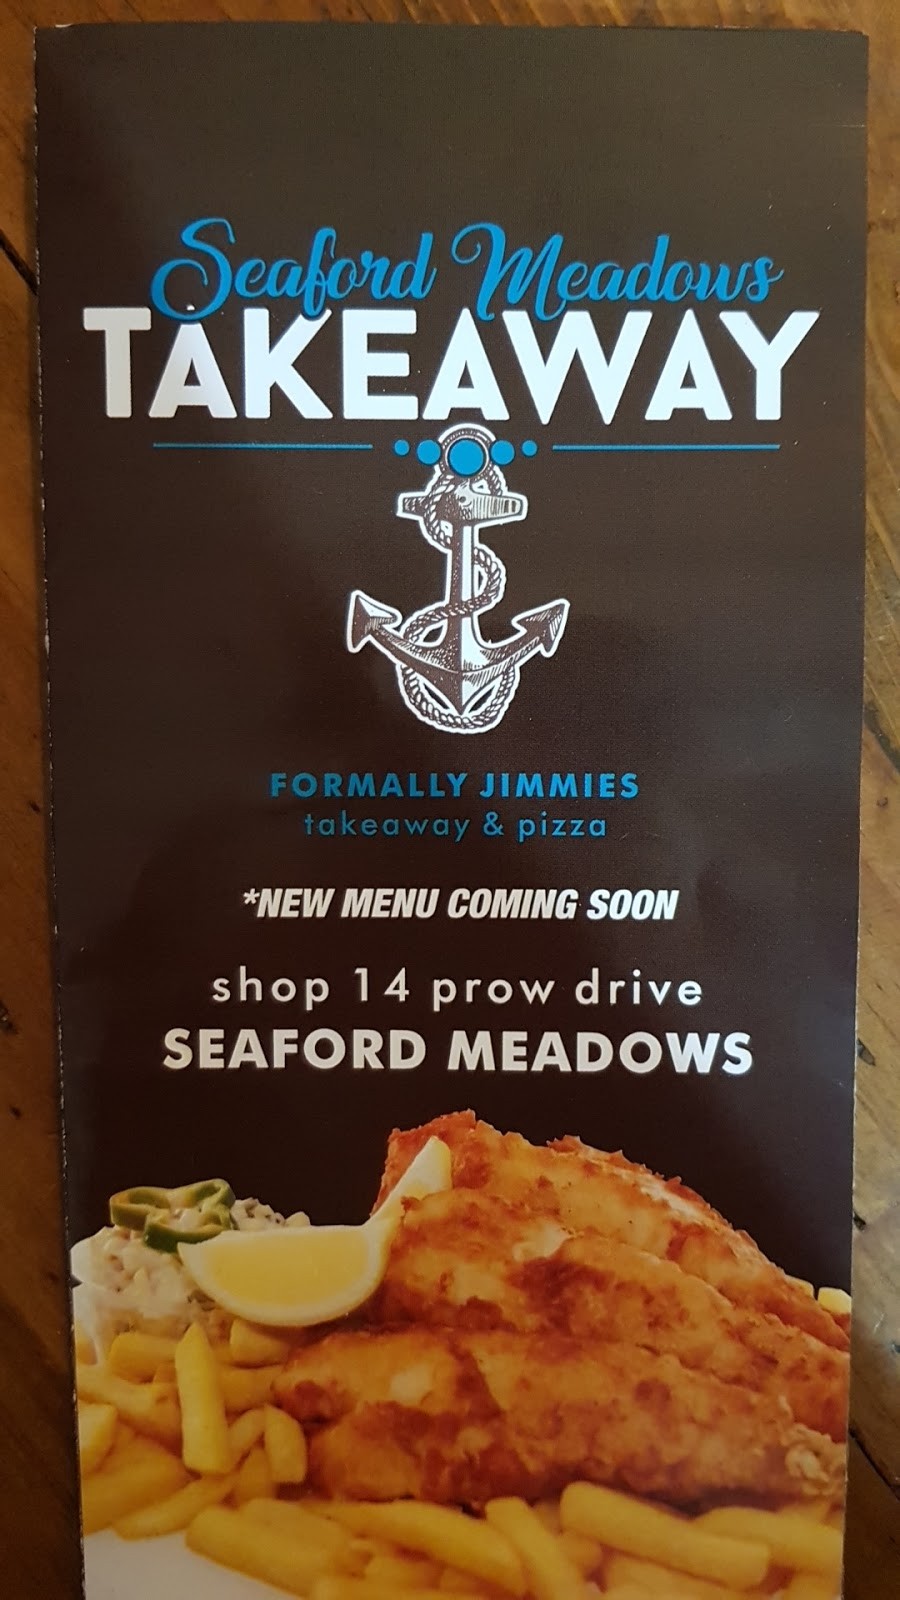 Seaford Meadows
TAKEAWAY
FORMALLY JIMMIES
takeaway & pizza
*NEW MENU COMING SOON
shop 14 prow drive
SEAFORD MEADOWS